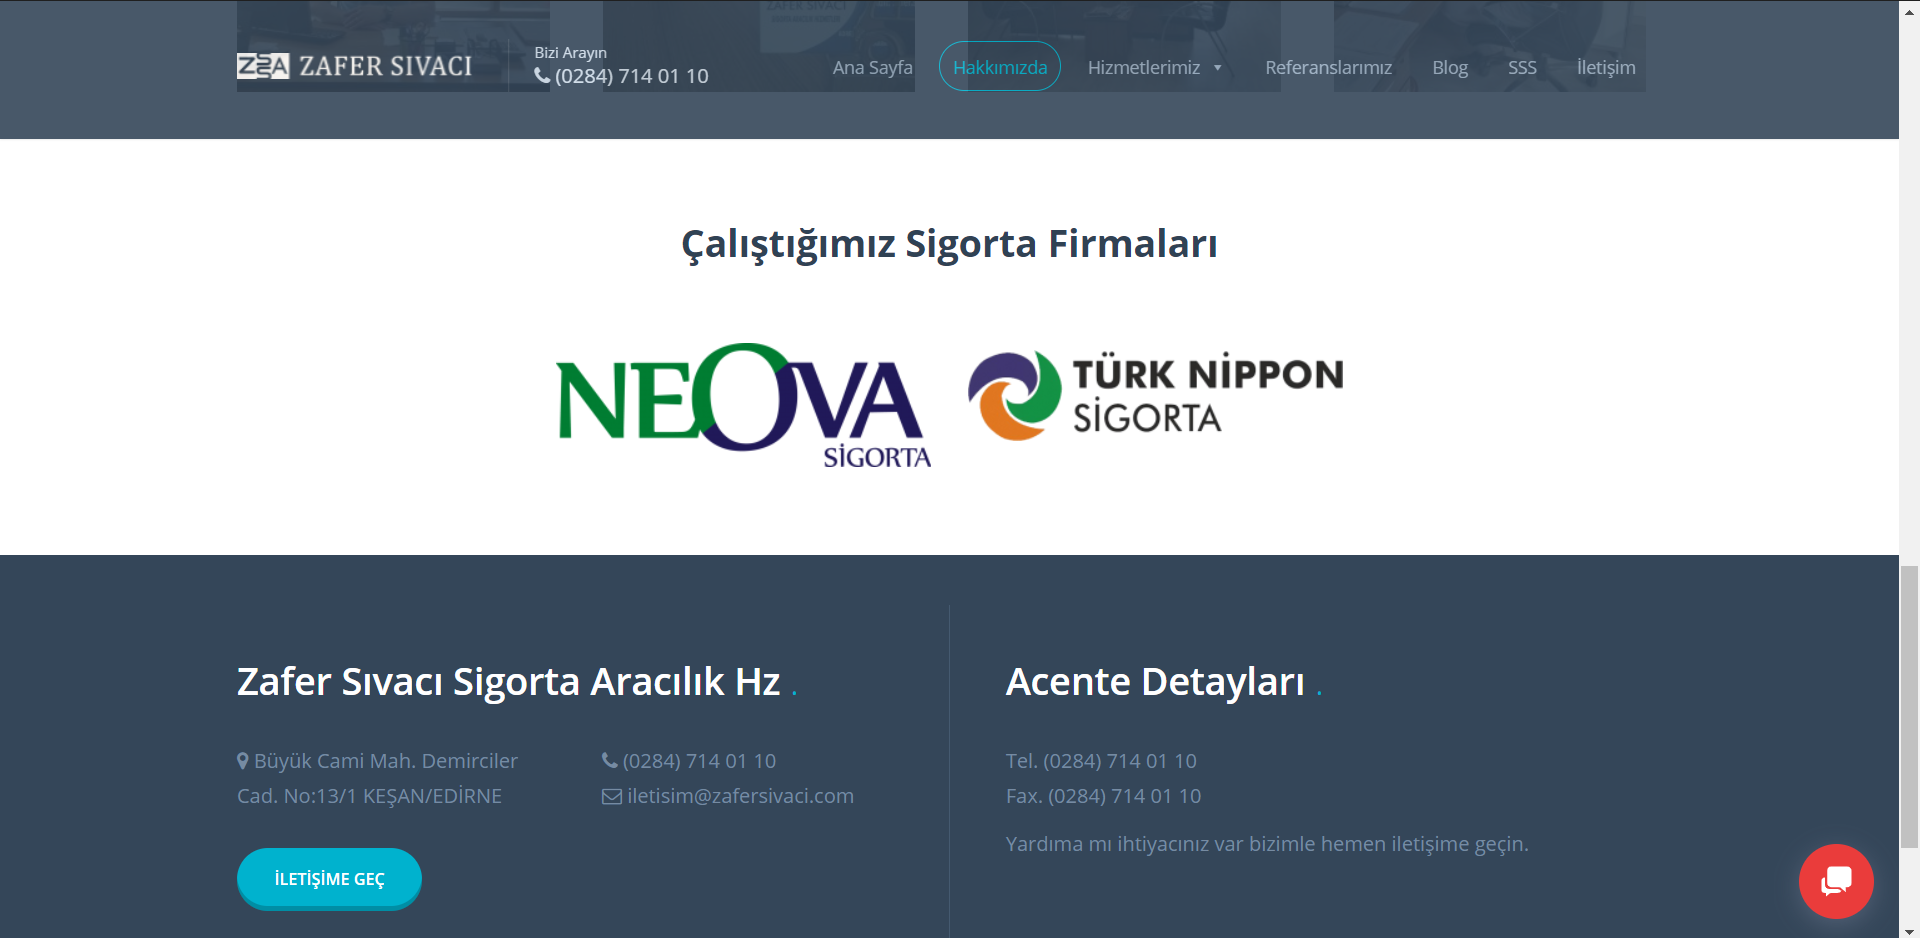 ZAFER SIVACI
Bizi Arayın
(0284) 714 01 10
Ana Sayfa
Hakkımızda
Hizmetlerimiz
Referanslarımız
Blog
SSS
İletişim
Çalıştığımız Sigorta Firmaları
NEOVA
SİGORTA
TÜRK NİPPON
SİGORTA
Zafer Sıvacı Sigorta Aracılık Hz .
Büyük Cami Mah. Demirciler
Cad. No:13/1 KEŞAN/EDİRNE
(0284) 714 01 10
iletisim@zafersivaci.com
İLETİŞİME GEÇ
Acente Detayları .
Tel. (0284) 714 01 10
Fax. (0284) 714 01 10
Yardıma mı ihtiyacınız var bizimle hemen iletişime geçin.